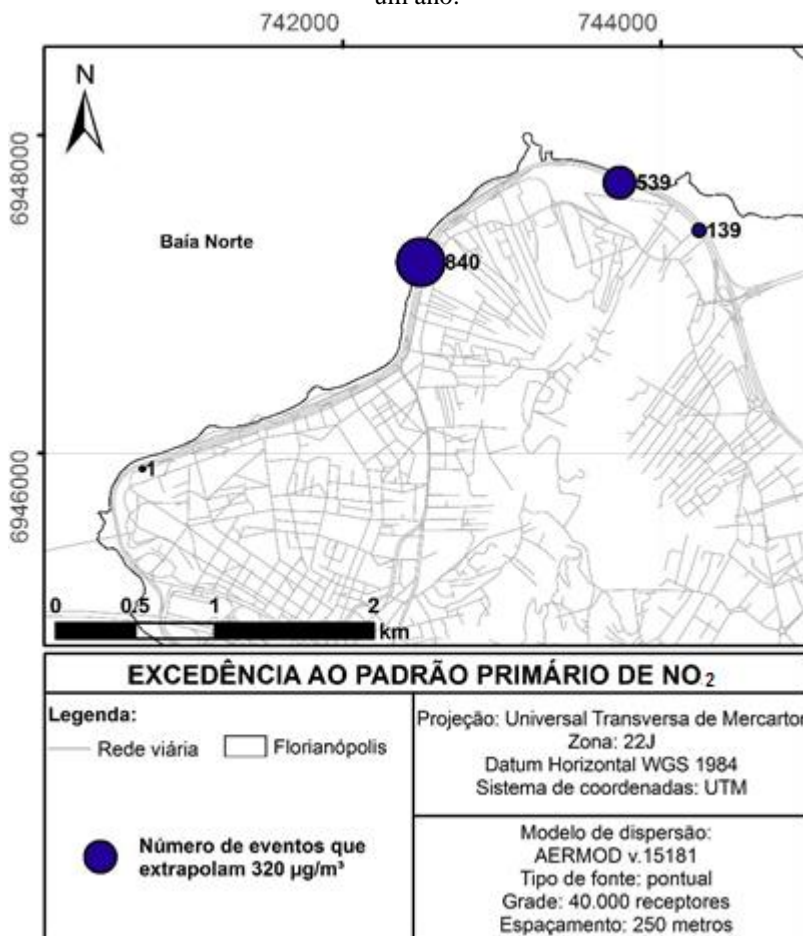 um ano.
742000 744000
N
6948000
539
139
Baía Norte
840
6946000
1
0 0,5 1 2
km
EXCEDÊNCIA AO PADRÃO PRIMÁRIO DE NO2
Legenda:
Rede viária Florianópolis
Número de eventos que
extrapolam 320 µg/m³
Projeção: Universal Transversa de Mercartor
Zona: 22J
Datum Horizontal WGS 1984
Sistema de coordenadas: UTM
Modelo de dispersão:
AERMOD v.15181
Tipo de fonte: pontual
Grade: 40.000 receptores
Espaçamento: 250 metros